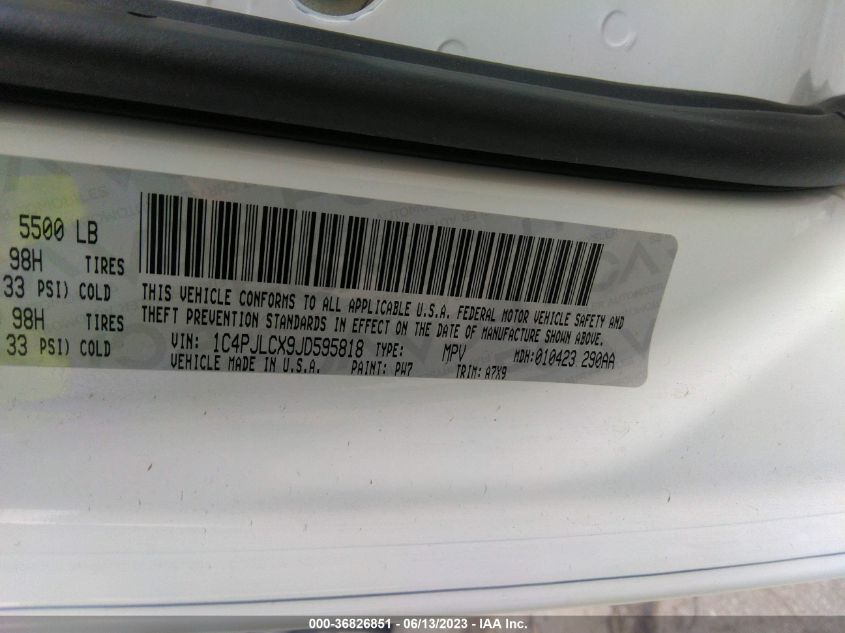 5500 LB
98H TIRES
33 PSI) COLD
98H TIRES
33 PSI) COLD
THIS VEHICLE CONFORMS TO ALL APPLICABLE U.S.A. FEDERAL MOTOR VEHICLE SAFETY AND
THEFT PREVENTION STANDARDS IN EFFECT ON THE DATE OF MANUFACTURE SHOWN ABOVE.
VIN: 1C4PJLCX9JD595818 TYPE: MPV MDH:010423 290AA
VEHICLE MADE IN U.S.A. PAINT: PW7 TRIM: A7X9
000-36826851 - 06/13/2023 - © IAA Inc.